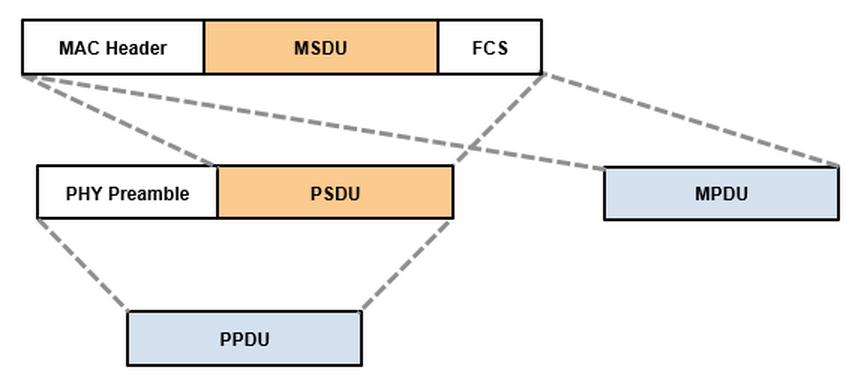 MAC Header
MSDU
FCS
PHY Preamble
PSDU
MPDU
PPDU